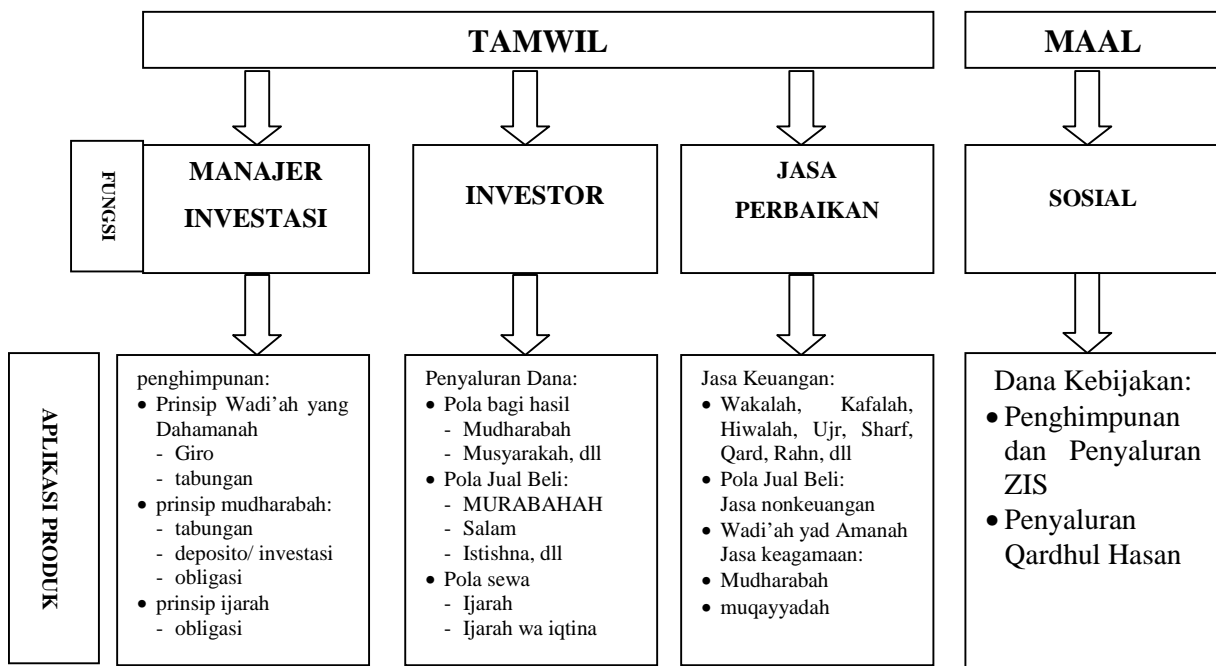 TAMWIL
MAAL
FUNGSI
MANAJER
INVESTASI
INVESTOR
JASA
PERBAIKAN
SOSIAL
APLIKASI PRODUK
penghimpunan:
• Prinsip Wadi’ah yang
Dahamanah
- Giro
- tabungan
• prinsip mudharabah:
- tabungan
- deposito/ investasi
- obligasi
• prinsip ijarah
- obligasi
Penyaluran Dana:
• Pola bagi hasil
- Mudharabah
- Musyarakah, dll
• Pola Jual Beli:
- MURABAHAH
- Salam
- Istishna, dll
• Pola sewa
- Ijarah
- Ijarah wa iqtina
Jasa Keuangan:
• Wakalah, Kafalah,
Hiwalah, Ujr, Sharf,
Qard, Rahn, dll
• Pola Jual Beli:
Jasa nonkeuangan
• Wadi’ah yad Amanah
Jasa keagamaan:
• Mudharabah
• muqayyadah
Dana Kebijakan:
• Penghimpunan
dan Penyaluran
ZIS
• Penyaluran
Qardhul Hasan